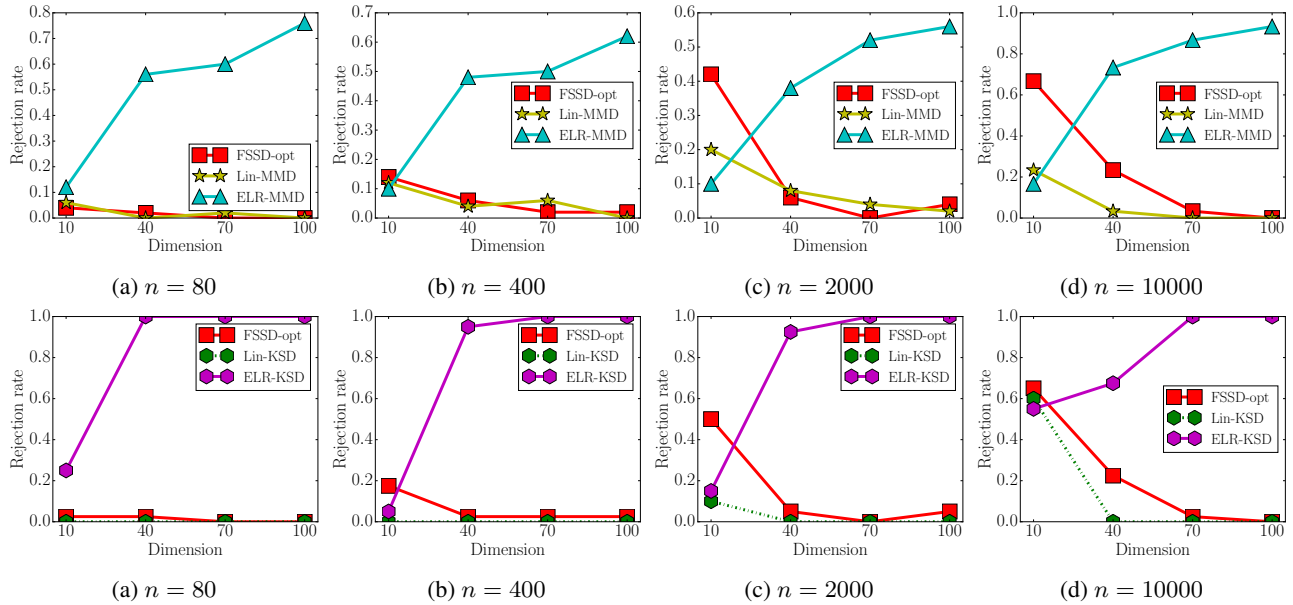 0.8
0.7
0.6
0.5
0.4
0.3
0.2
0.1
0.0
Rejection rate
FSSD-opt
Lin-MMD
ELR-MMD
10 40 70 100
Dimension
(a) n = 80
0.7
0.6
0.5
0.4
0.3
0.2
0.1
0.0
Rejection rate
FSSD-opt
Lin-MMD
ELR-MMD
10 40 70 100
Dimension
(b) n = 400
0.6
0.5
0.4
0.3
0.2
0.1
0.0
Rejection rate
FSSD-opt
Lin-MMD
ELR-MMD
10 40 70 100
Dimension
(c) n = 2000
1.0
0.8
0.6
0.4
0.2
0.0
Rejection rate
FSSD-opt
Lin-MMD
ELR-MMD
10 40 70 100
Dimension
(d) n = 10000
1.0
0.8
0.6
0.4
0.2
0.0
Rejection rate
FSSD-opt
Lin-KSD
ELR-KSD
10 40 70 100
Dimension
(a) n = 80
1.0
0.8
0.6
0.4
0.2
0.0
Rejection rate
FSSD-opt
Lin-KSD
ELR-KSD
10 40 70 100
Dimension
(b) n = 400
1.0
0.8
0.6
0.4
0.2
0.0
Rejection rate
FSSD-opt
Lin-KSD
ELR-KSD
10 40 70 100
Dimension
(c) n = 2000
1.0
0.8
0.6
0.4
0.2
0.0
Rejection rate
FSSD-opt
Lin-KSD
ELR-KSD
10 40 70 100
Dimension
(d) n = 10000